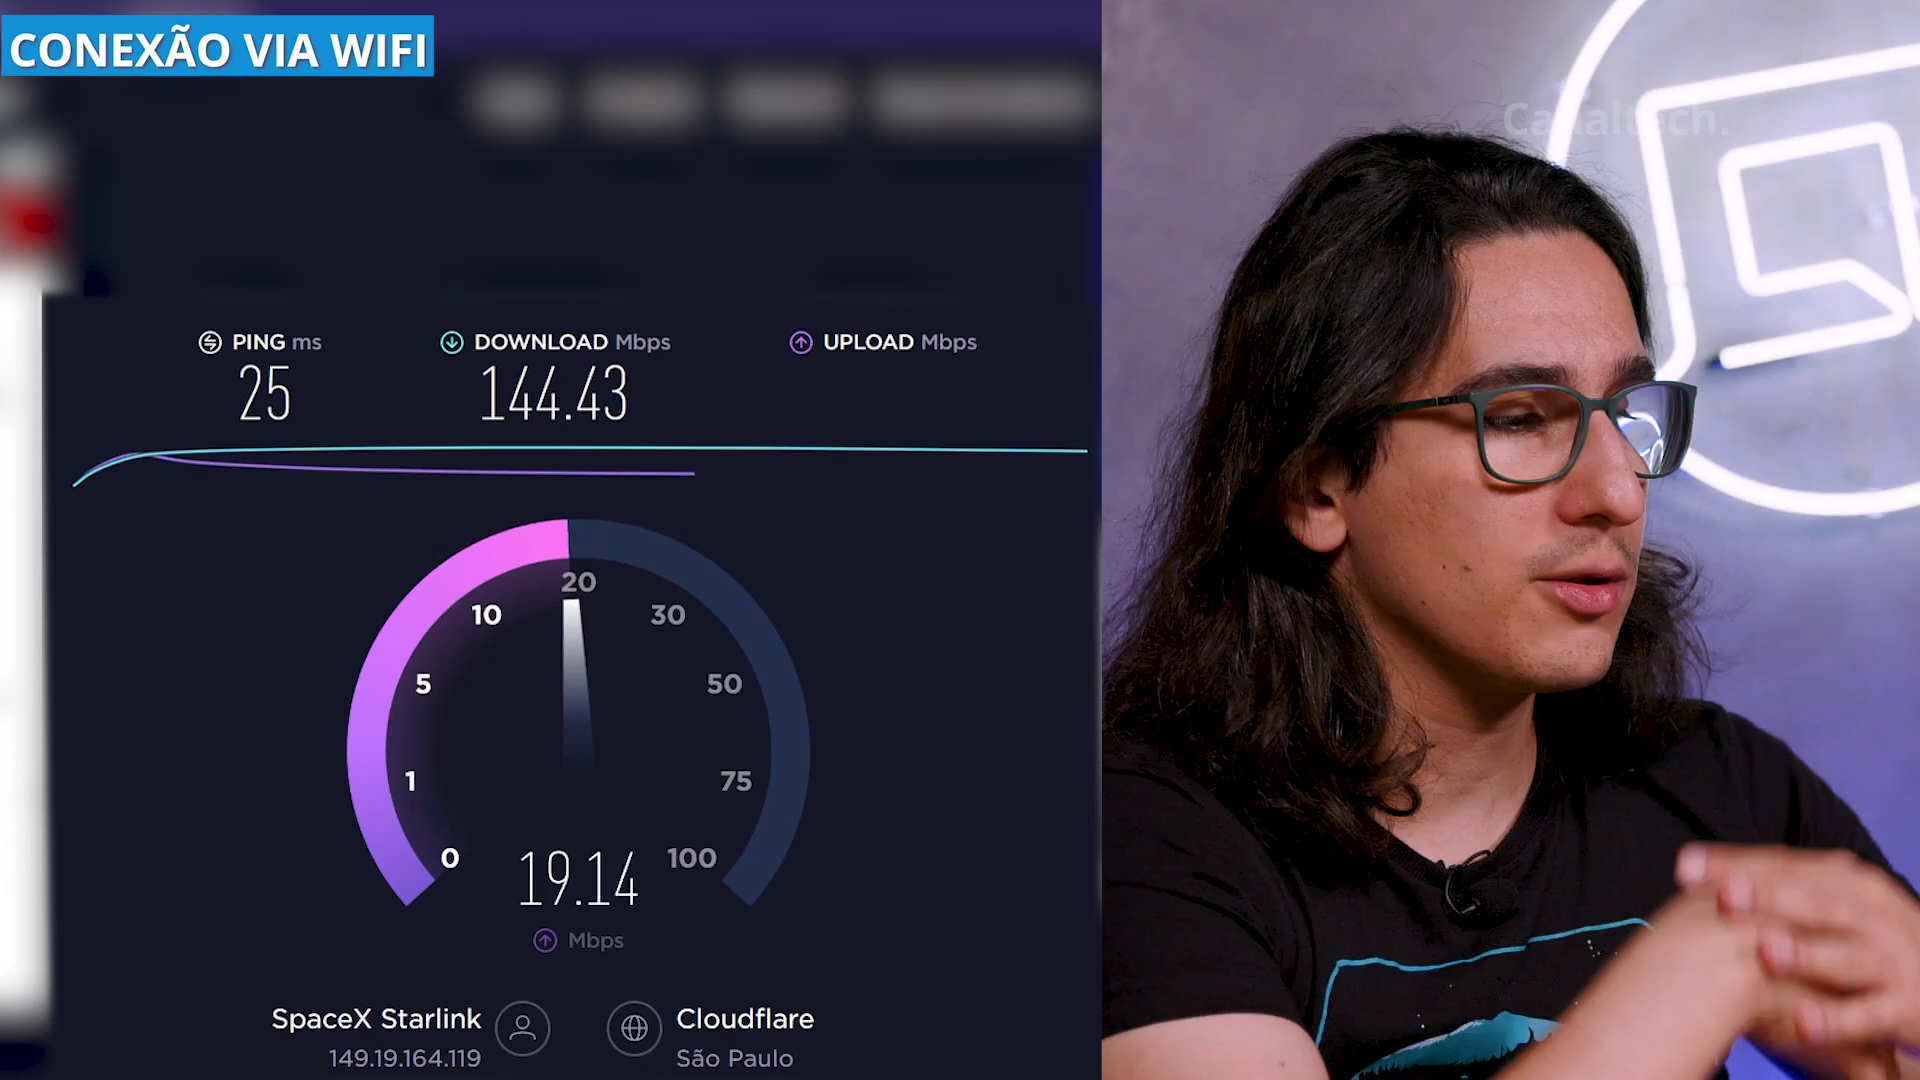 CONEXÃO VIA WIFI
Canaltech.
PING ms
25
DOWNLOAD Mbps
144.43
UPLOAD Mbps
20
10
30
5
50
1
75
0
100
19.14
Mbps
SpaceX Starlink
149.19.164.119
Cloudflare
São Paulo